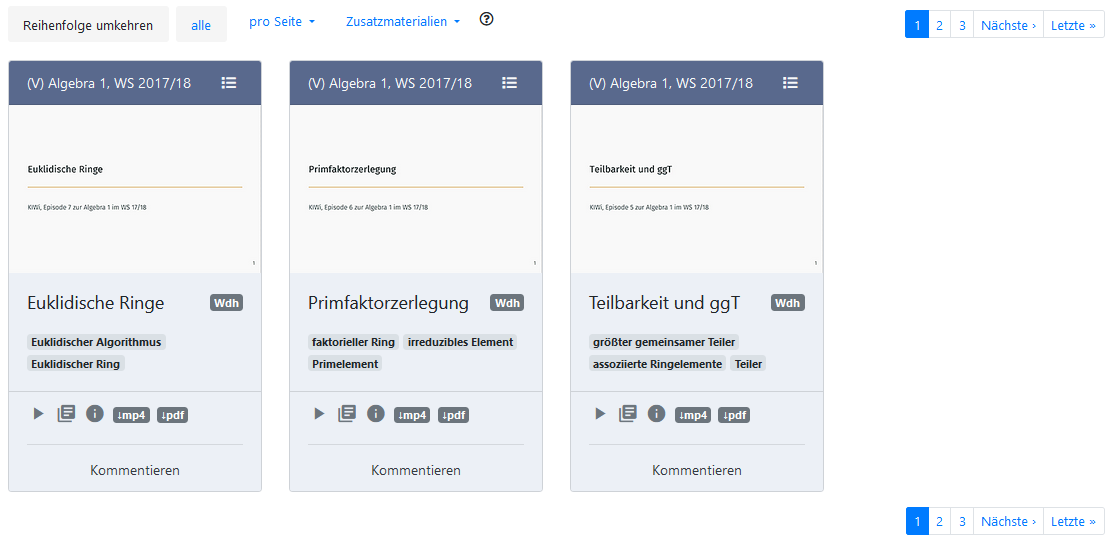 Reihenfolge umkehren alle pro Seite Zusatzmaterialien
1 2 3 Nächste › Letzte »
(V) Algebra 1, WS 2017/18
Euklidische Ringe
KiWi, Episode 7 zur Algebra 1 im WS 17/18
1
Euklidische Ringe Wdh
Euklidischer Algorithmus
Euklidischer Ring
↓mp4 ↓pdf
Kommentieren
(V) Algebra 1, WS 2017/18
Primfaktorzerlegung
KiWi, Episode 6 zur Algebra 1 im WS 17/18
1
Primfaktorzerlegung Wdh
faktorieller Ring irreduzibles Element
Primelement
↓mp4 ↓pdf
Kommentieren
(V) Algebra 1, WS 2017/18
Teilbarkeit und ggT
KiWi, Episode 5 zur Algebra 1 im WS 17/18
1
Teilbarkeit und ggT Wdh
größter gemeinsamer Teiler
assoziierte Ringelemente Teiler
↓mp4 ↓pdf
Kommentieren
1 2 3 Nächste › Letzte »